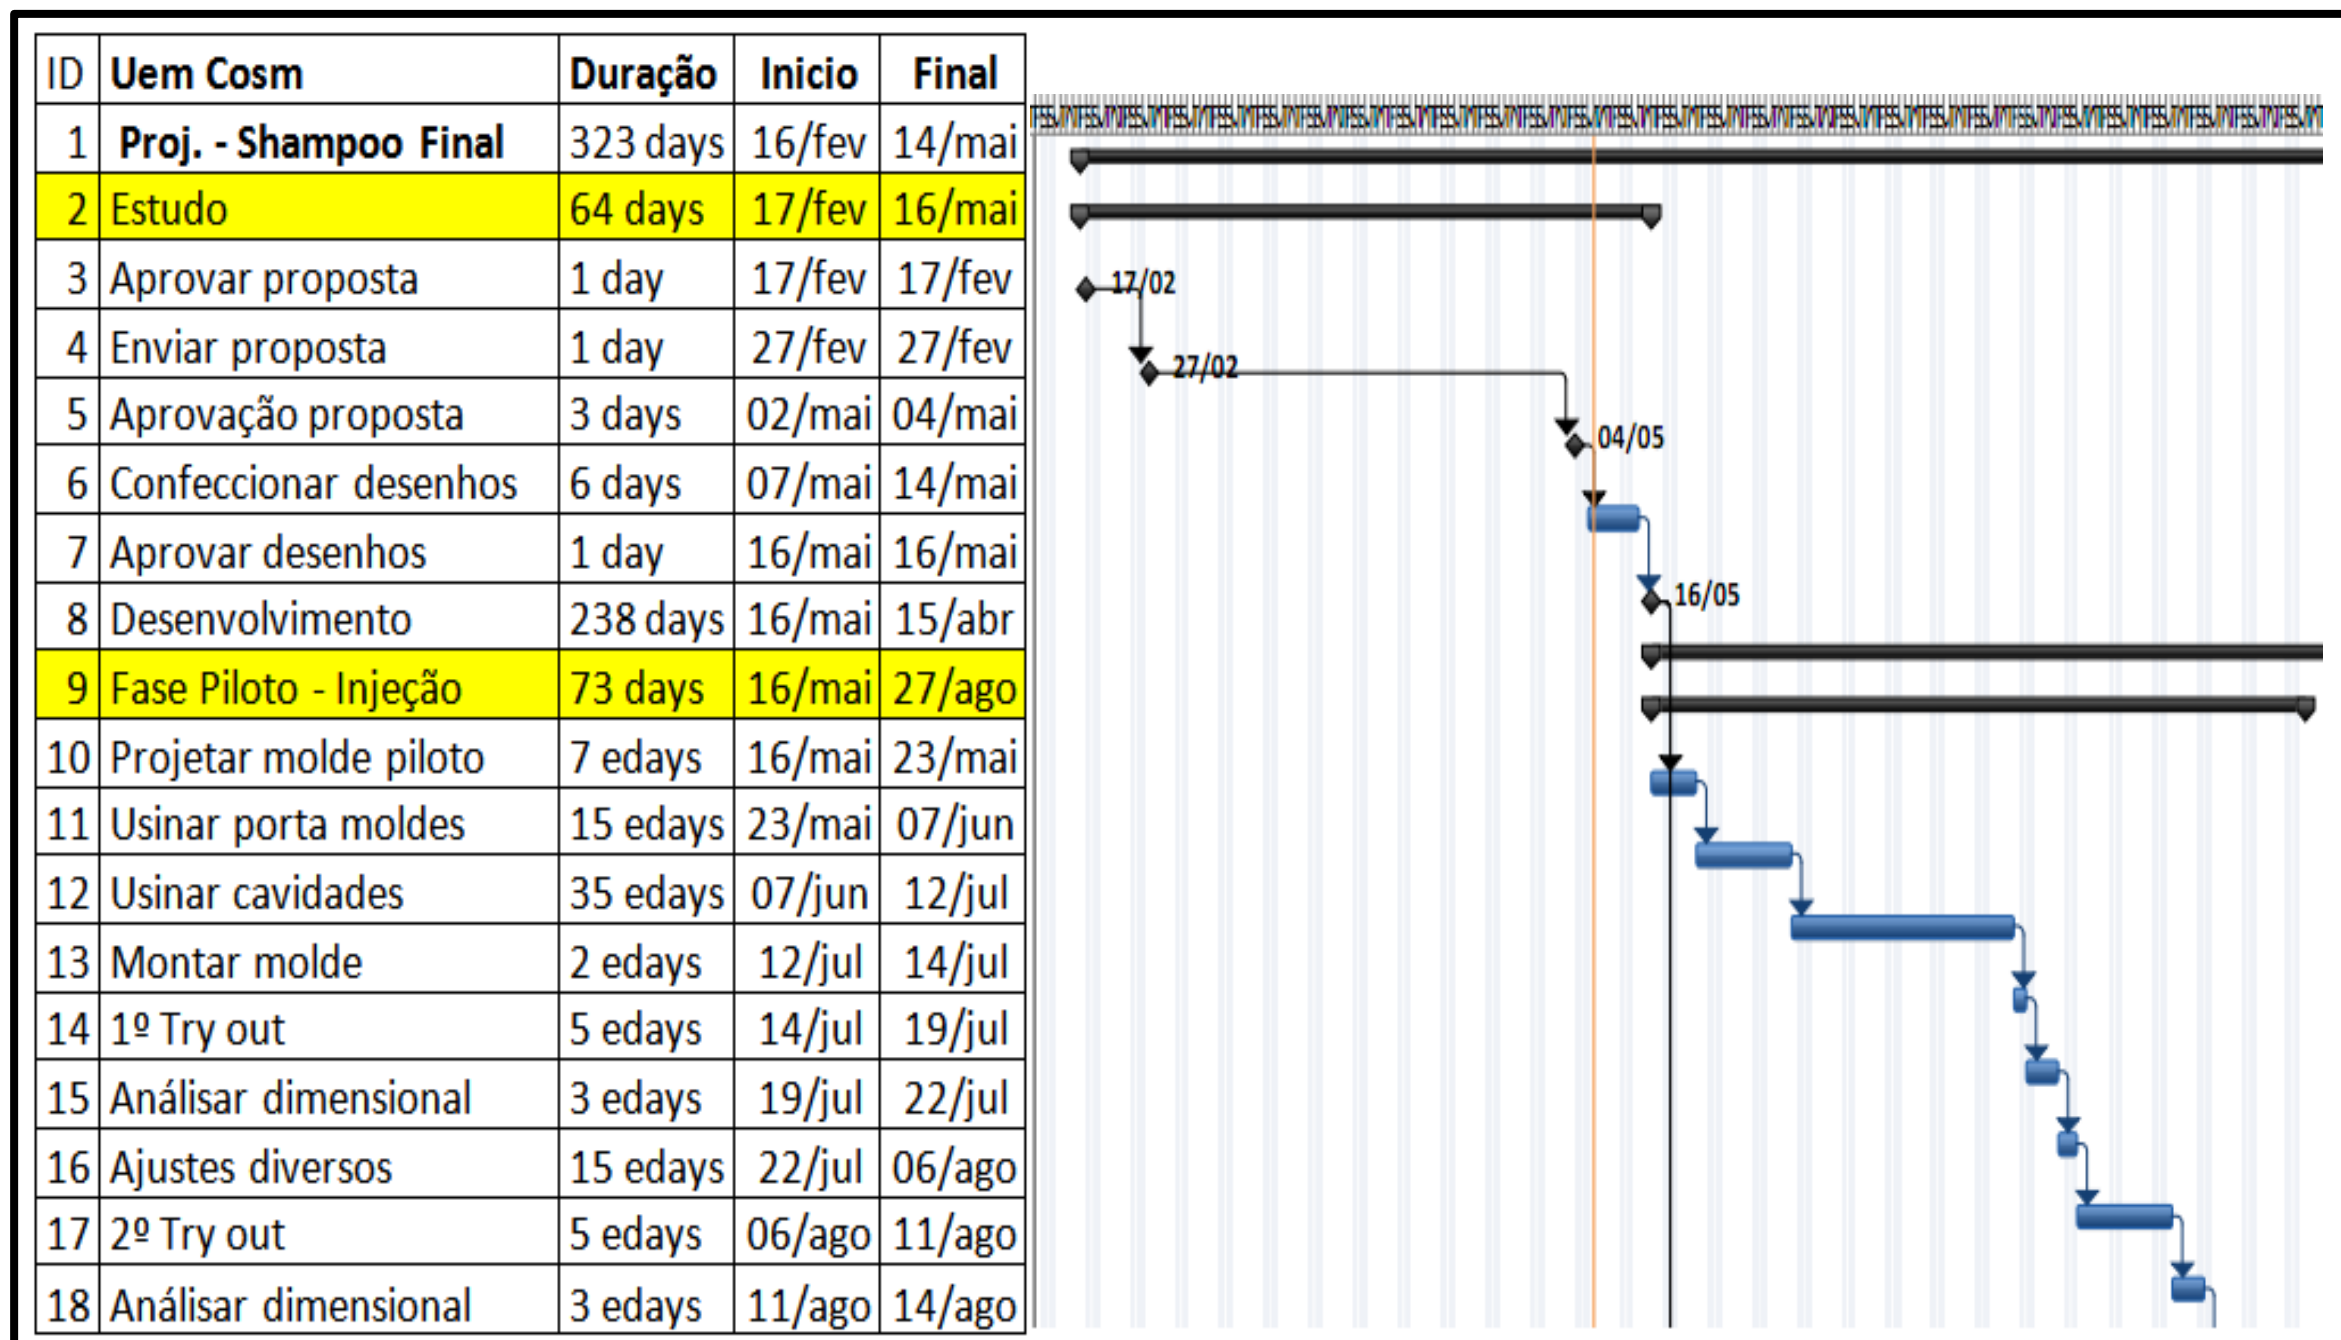 ID Uem Cosm Duração Inicio Final
1 Proj. - Shampoo Final 323 days 16/fev 14/mai
2 Estudo 64 days 17/fev 16/mai
3 Aprovar proposta 1 day 17/fev 17/fev 17/02
4 Enviar proposta 1 day 27/fev 27/fev 27/02
5 Aprovação proposta 3 days 02/mai 04/mai 04/05
6 Confeccionar desenhos 6 days 07/mai 14/mai
7 Aprovar desenhos 1 day 16/mai 16/mai 16/05
8 Desenvolvimento 238 days 16/mai 15/abr
9 Fase Piloto - Injeção 73 days 16/mai 27/ago
10 Projetar molde piloto 7 edays 16/mai 23/mai
11 Usinar porta moldes 15 edays 23/mai 07/jun
12 Usinar cavidades 35 edays 07/jun 12/jul
13 Montar molde 2 edays 12/jul 14/jul
14 1º Try out 5 edays 14/jul 19/jul
15 Análisar dimensional 3 edays 19/jul 22/jul
16 Ajustes diversos 15 edays 22/jul 06/ago
17 2º Try out 5 edays 06/ago 11/ago
18 Análisar dimensional 3 edays 11/ago 14/ago